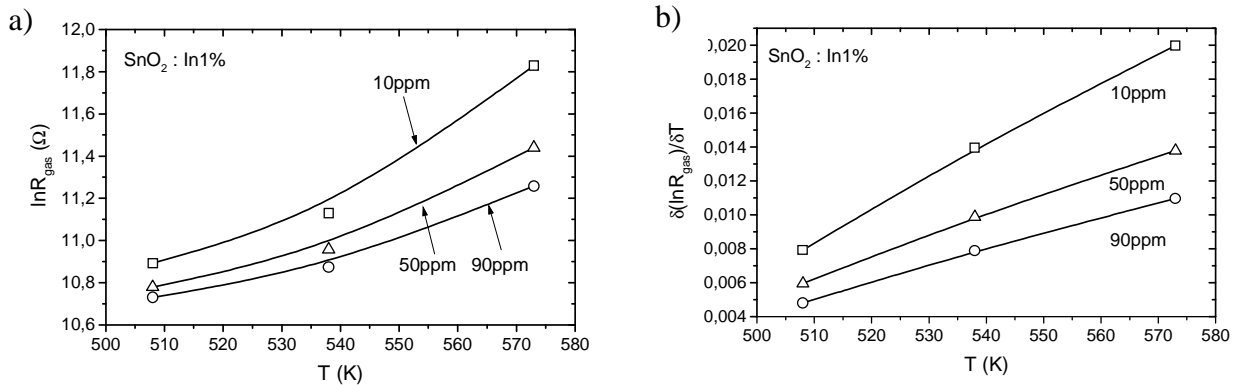 a)
12,0
11,8
11,6
11,4
11,2
11,0
10,8
10,6
lnR_gas (Ω)
SnO₂ : In1%
10ppm
50ppm
90ppm
500 510 520 530 540 550 560 570 580
T (K)
b)
0,020
0,018
0,016
0,014
0,012
0,010
0,008
0,006
0,004
δ(lnR_gas)/δT
SnO₂ : In1%
10ppm
50ppm
90ppm
500 510 520 530 540 550 560 570 580
T (K)